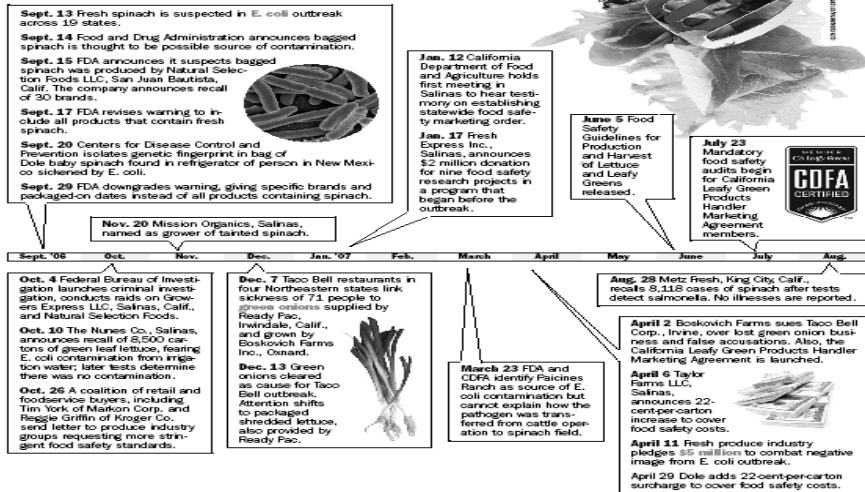 Sept. 13 Fresh spinach is suspected in E. coli outbreak
across 19 states.
Sept. 14 Food and Drug Administration announces bagged
spinach is thought to be possible source of contamination.
Sept. 15 FDA announces it suspects bagged
spinach was produced by Natural Selec-
tion Foods LLC, San Juan Bautista,
Calif. The company announces recall
of 30 brands.
Sept. 17 FDA revises warning to in-
clude all products that contain fresh
spinach.
Sept. 20 Centers for Disease Control and
Prevention isolates genetic fingerprint in bag of
Dole baby spinach found in refrigerator of person in New Mexi-
co sickened by E. coli.
Sept. 29 FDA downgrades warning, giving specific brands and
packaged-on dates instead of all products containing spinach.
Nov. 20 Mission Organics, Salinas,
named as grower of tainted spinach.
Jan. 12 California
Department of Food
and Agriculture holds
first meeting in
Salinas to hear testi-
mony on establishing
statewide food safe-
ty marketing order.
Jan. 17 Fresh
Express Inc.,
Salinas, announces
$2 million donation
for nine food safety
research projects in
a program that
began before the
outbreak.
June 5 Food
Safety
Guidelines for
Production
and Harvest
of Lettuce
and Leafy
Greens
released.
July 23
Mandatory
food safety
audits begin
for California
Leafy Green
Products
Handler
Marketing
Agreement
members.
MEMBER
CA Leafy Green
CDFA
CERTIFIED
Sept. '06 Oct. Nov. Dec. Jan. '07 Feb. March April May June July Aug.
Oct. 4 Federal Bureau of Investi-
gation launches criminal investi-
gation, conducts raids on Grow-
ers Express LLC, Salinas, Calif.,
and Natural Selection Foods.
Oct. 10 The Nunes Co., Salinas,
announces recall of 8,500 car-
tons of green leaf lettuce, fearing
E. coli contamination from irriga-
tion water; later tests determine
there was no contamination.
Oct. 26 A coalition of retail and
foodservice buyers, including
Tim York of Markon Corp. and
Reggie Griffin of Kroger Co.
send letter to produce industry
groups requesting more strin-
gent food safety standards.
Dec. 7 Taco Bell restaurants in
four Northeastern states link
sickness of 71 people to
green onions supplied by
Ready Pac,
Irwindale, Calif.,
and grown by
Boskovich Farms
Inc., Oxnard.
Dec. 13 Green
onions cleared
as cause for Taco
Bell outbreak.
Attention shifts
to packaged
shredded lettuce,
also provided by
Ready Pac.
March 23 FDA and
CDFA identify Paicines
Ranch as source of E.
coli contamination but
cannot explain how the
pathogen was trans-
ferred from cattle oper-
ation to spinach field.
Aug. 28 Metz Fresh, King City, Calif.,
recalls 8,118 cases of spinach after tests
detect salmonella. No illnesses are reported.
April 2 Boskovich Farms sues Taco Bell
Corp., Irvine, over lost green onion busi-
ness and false accusations. Also, the
California Leafy Green Products Handler
Marketing Agreement is launched.
April 6 Taylor
Farms LLC,
Salinas,
announces 22-
cent-per-carton
increase to cover
food safety costs.
April 11 Fresh produce industry
pledges $5 million to combat negative
image from E. coli outbreak.
April 29 Dole adds 22-cent-per-carton
surcharge to cover food safety costs.